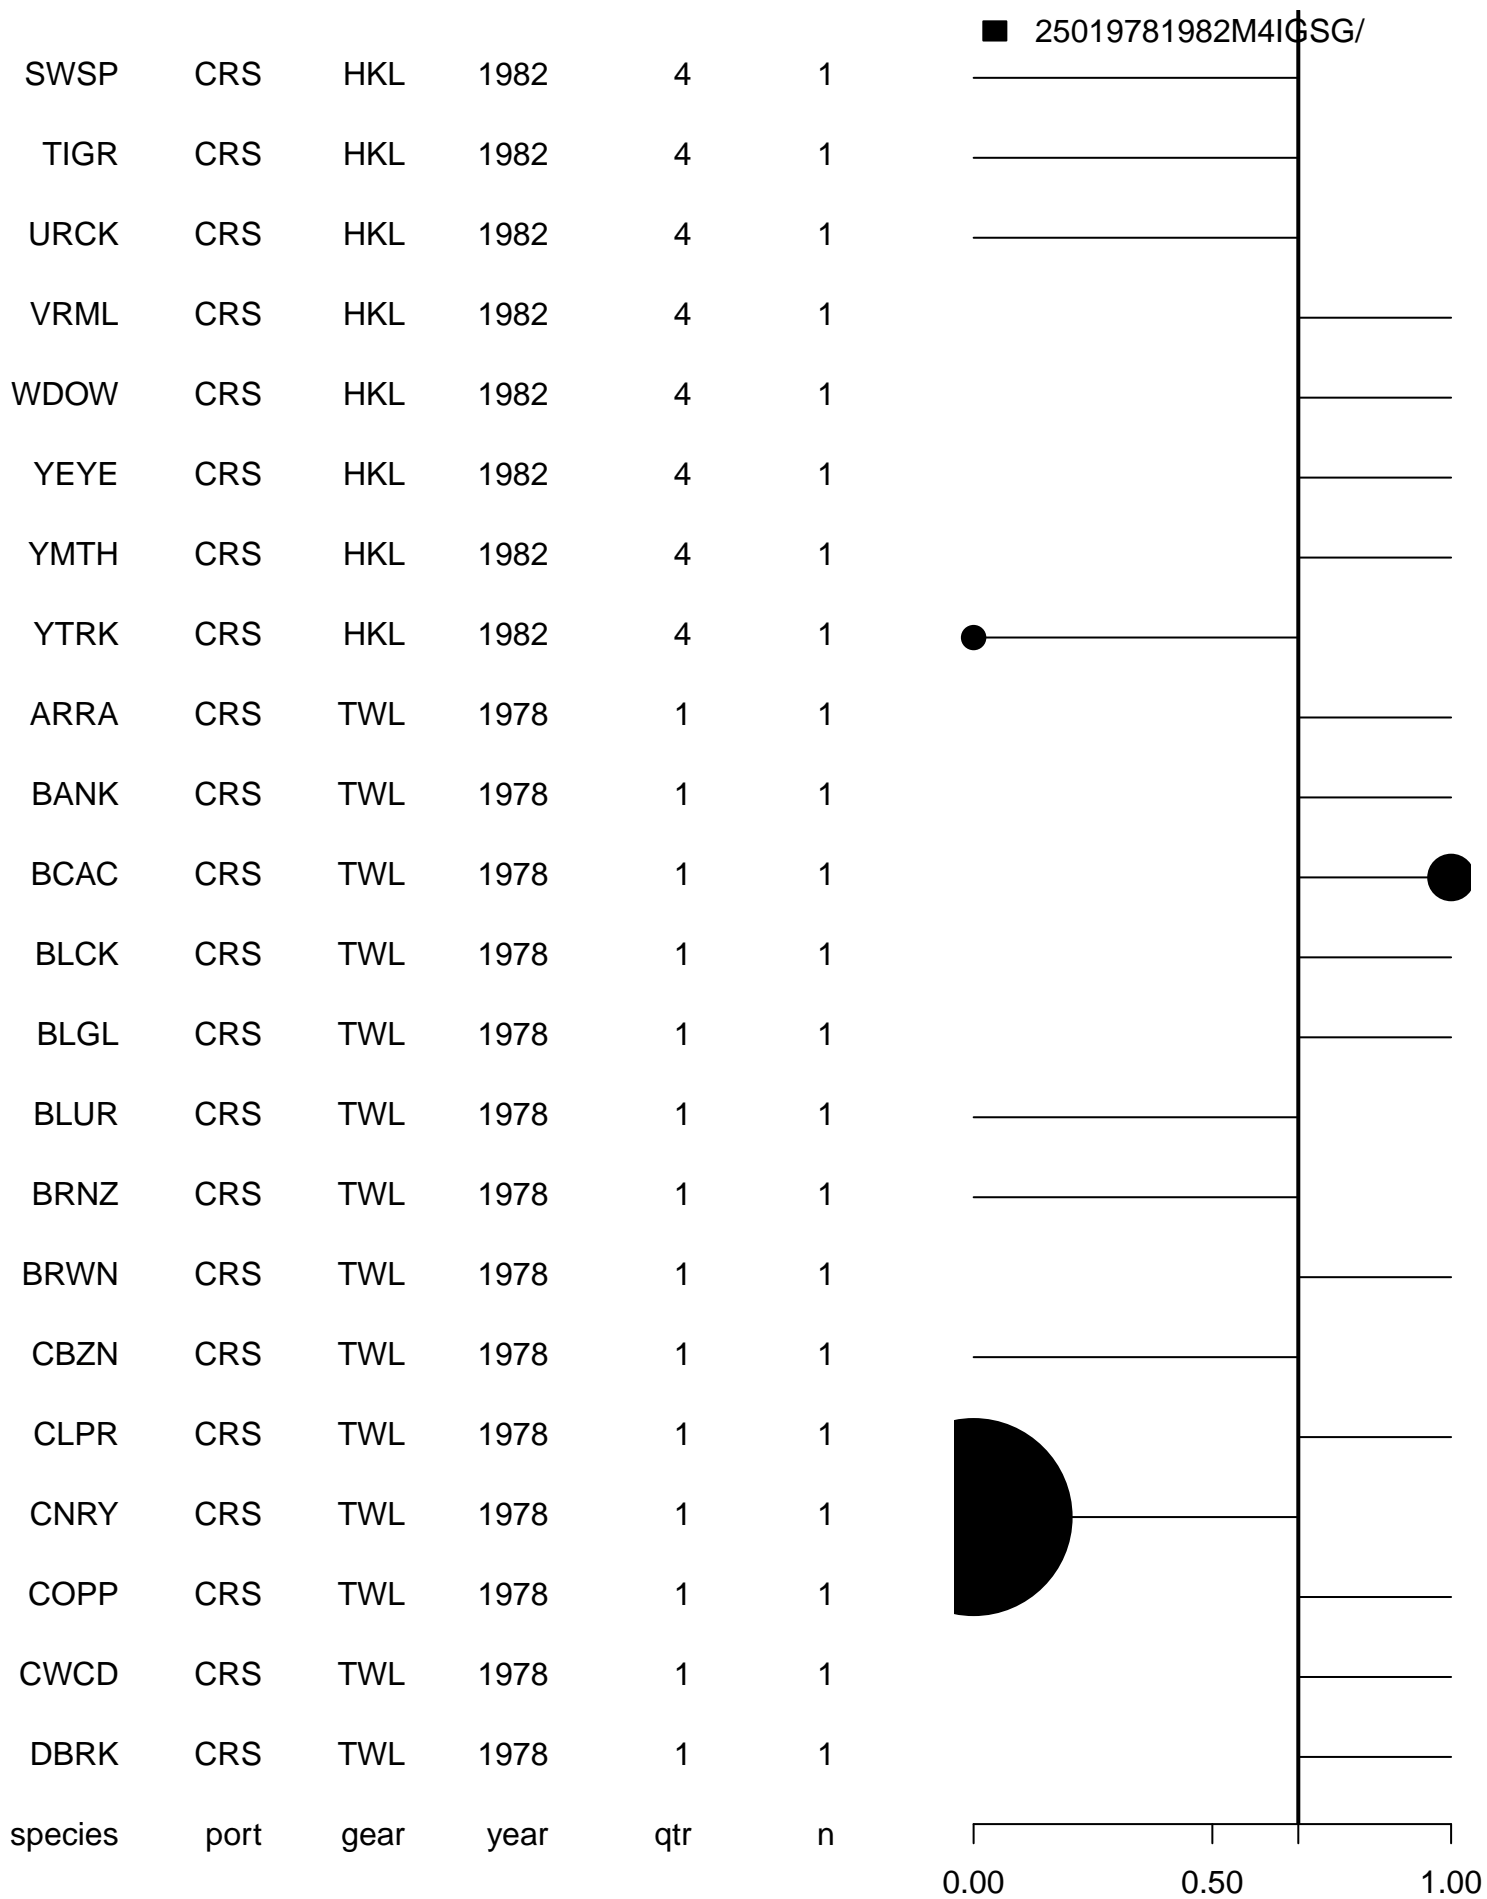 25019781982M4IGSG/
SWSP CRS HKL 1982 4 1
TIGR CRS HKL 1982 4 1
URCK CRS HKL 1982 4 1
VRML CRS HKL 1982 4 1
WDOW CRS HKL 1982 4 1
YEYE CRS HKL 1982 4 1
YMTH CRS HKL 1982 4 1
YTRK CRS HKL 1982 4 1
ARRA CRS TWL 1978 1 1
BANK CRS TWL 1978 1 1
BCAC CRS TWL 1978 1 1
BLCK CRS TWL 1978 1 1
BLGL CRS TWL 1978 1 1
BLUR CRS TWL 1978 1 1
BRNZ CRS TWL 1978 1 1
BRWN CRS TWL 1978 1 1
CBZN CRS TWL 1978 1 1
CLPR CRS TWL 1978 1 1
CNRY CRS TWL 1978 1 1
COPP CRS TWL 1978 1 1
CWCD CRS TWL 1978 1 1
DBRK CRS TWL 1978 1 1
species port gear year qtr n
0.00 0.50 1.00